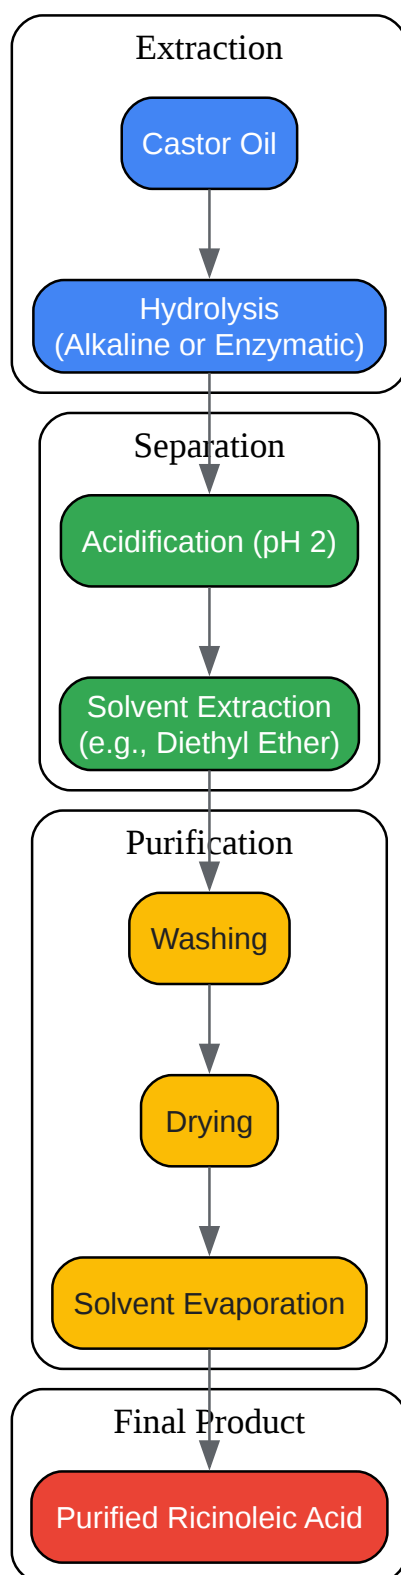 Extraction
Castor Oil
Hydrolysis
(Alkaline or Enzymatic)
Separation
Acidification (pH 2)
Solvent Extraction
(e.g., Diethyl Ether)
Purification
Washing
Drying
Solvent Evaporation
Final Product
Purified Ricinoleic Acid